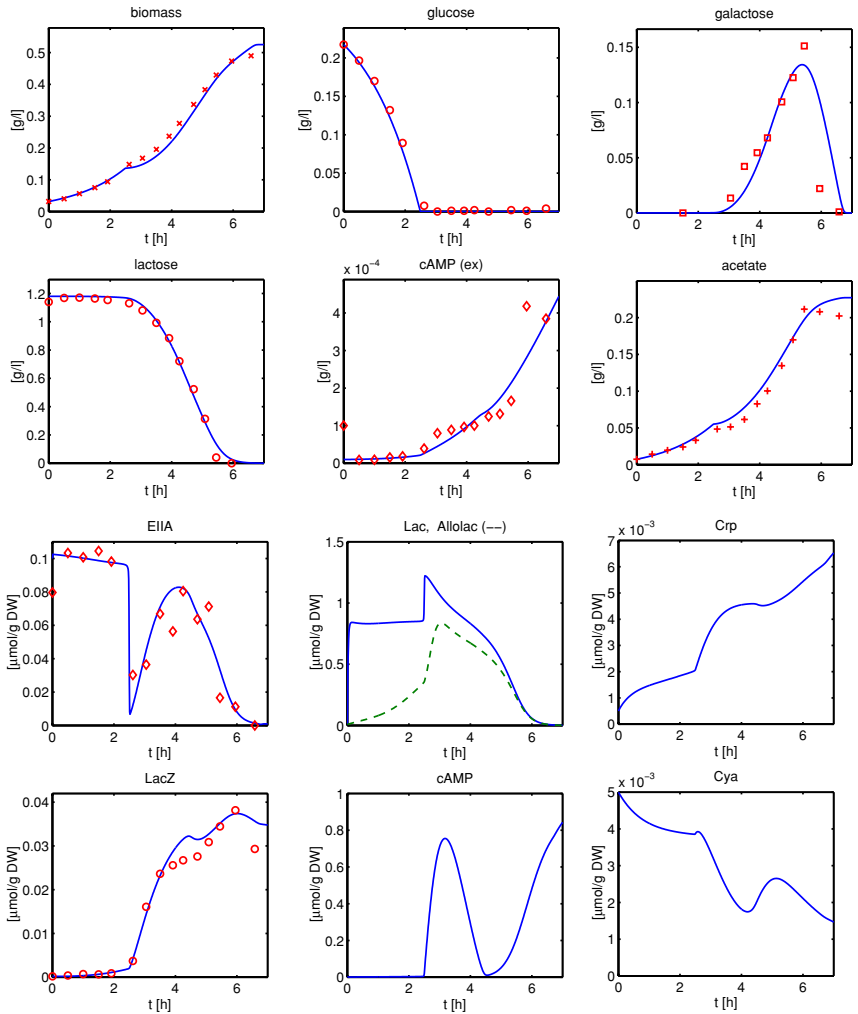 biomass
0.5
0.4
0.3
0.2
0.1
0
[g/l]
0 2 4 6
t [h]
glucose
0.2
0.15
0.1
0.05
0
[g/l]
0 2 4 6
t [h]
galactose
0.15
0.1
0.05
0
[g/l]
0 2 4 6
t [h]
lactose
1.2
1.0
0.8
0.6
0.4
0.2
0
[g/l]
0 2 4 6
t [h]
cAMP (ex)
x 10⁻⁴
4
3
2
1
0
[g/l]
0 2 4 6
t [h]
acetate
0.2
0.15
0.1
0.05
0
[g/l]
0 2 4 6
t [h]
EIIA
0.1
0.08
0.06
0.04
0.02
0
[μmol/g DW]
0 2 4 6
t [h]
Lac, Allolac (−−)
1.5
1
0.5
0
[μmol/g DW]
0 2 4 6
t [h]
Crp
x 10⁻³
7
6
5
4
3
2
1
0
[μmol/g DW]
0 2 4 6
t [h]
LacZ
0.04
0.03
0.02
0.01
0
[μmol/g DW]
0 2 4 6
t [h]
cAMP
1
0.8
0.6
0.4
0.2
0
[μmol/g DW]
0 2 4 6
t [h]
Cya
x 10⁻³
5
4
3
2
1
0
[μmol/g DW]
0 2 4 6
t [h]